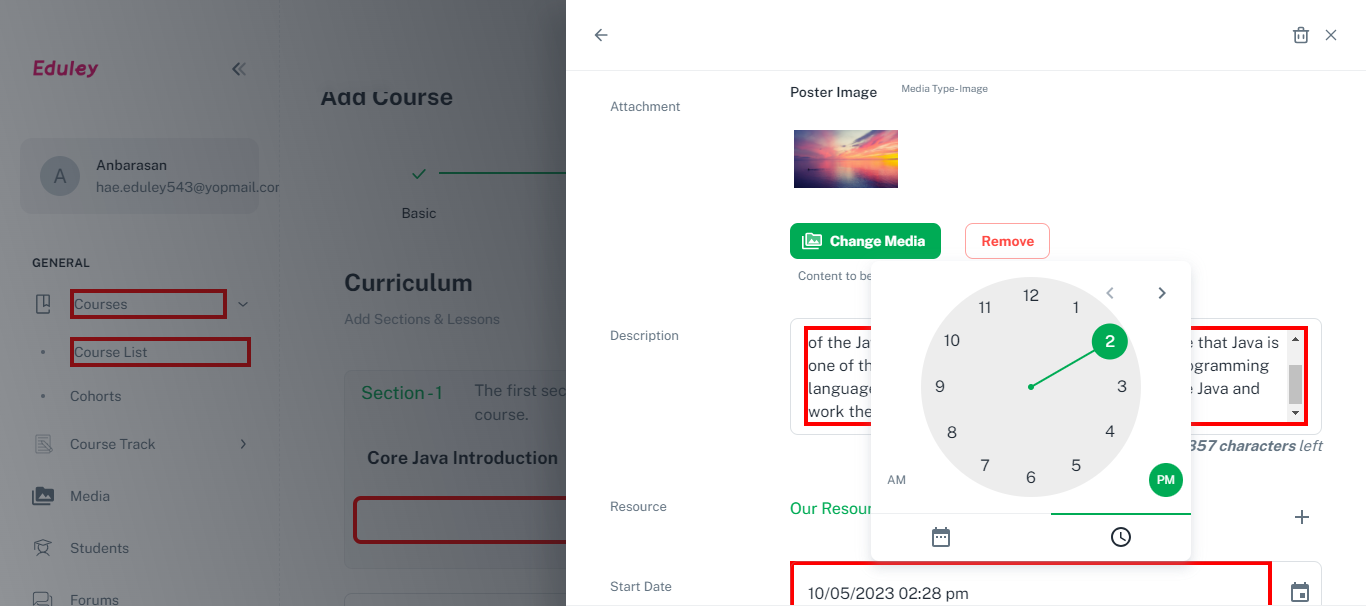 Eduley
Add Course
A
Anbarasan
hae.eduley543@yopmail.cor
Basic
GENERAL
Courses
Course List
Cohorts
Course Track
Media
Students
Forums
Curriculum
Add Sections & Lessons
Section - 1
The first sec
course.
Core Java Introduction
Attachment
Poster Image
Media Type-Image
Change Media
Remove
Content to be
Description
of the Ja
e that Java is
one of th
ogramming
language
Java and
work the
857 characters left
12
1
2
3
4
5
6
7
8
9
10
11
AM
PM
Resource
Our Resour
Start Date
10/05/2023 02:28 pm